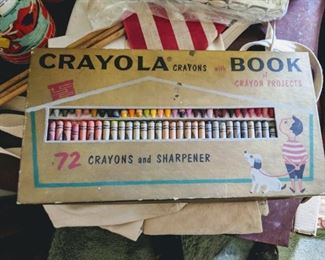 CRAYOLA CRAYONS with BOOK
CRAYON PROJECTS
72 CRAYONS and SHARPENER